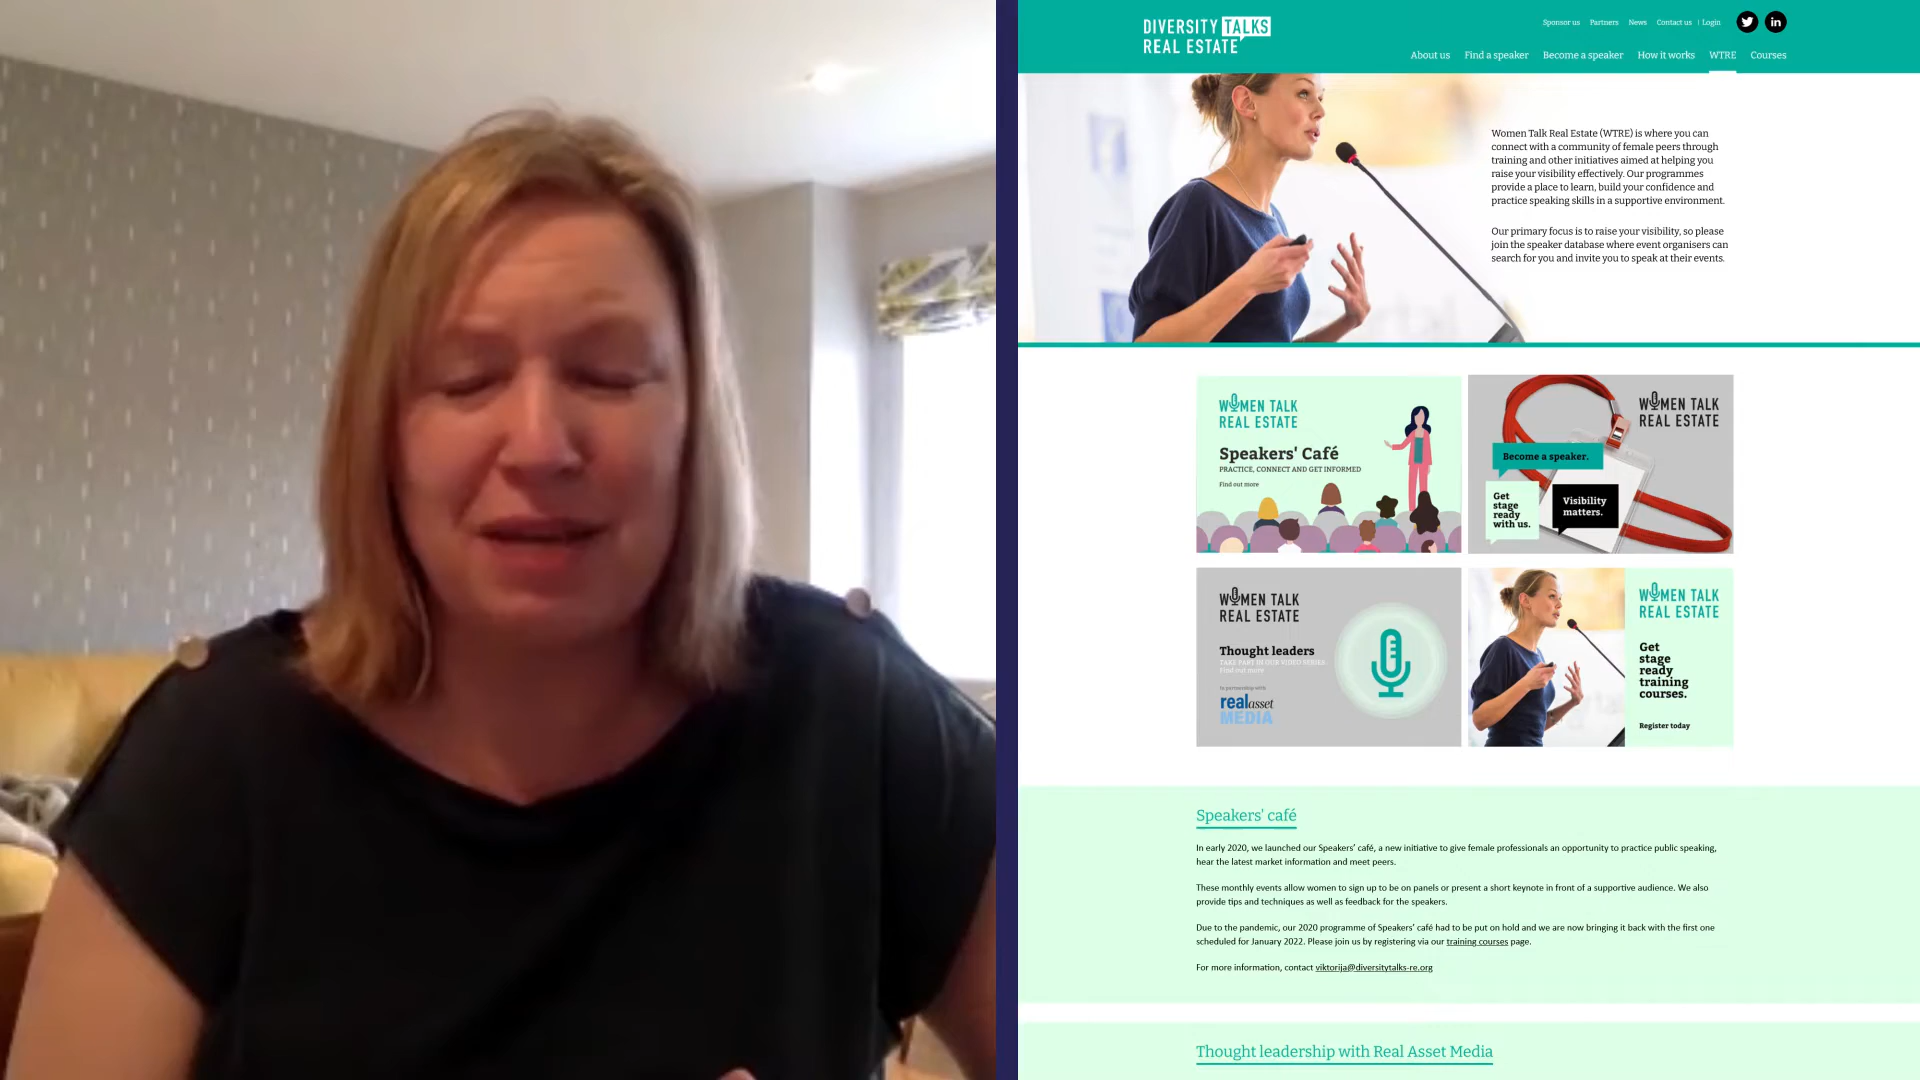 DIVERSITY TALKS
REAL ESTATE
Sponsor us Partners News Contact us | Login
in
About us Find a speaker Become a speaker How it works WTRE Courses
Women Talk Real Estate (WTRE) is where you can
connect with a community of female peers through
training and other initiatives aimed at helping you
raise your visibility effectively. Our programmes
provide a place to learn, build your confidence and
practice speaking skills in a supportive environment.
Our primary focus is to raise your visibility, so please
join the speaker database where event organisers can
search for you and invite you to speak at their events.
WOMEN TALK
REAL ESTATE
Speakers' Café
PRACTICE, CONNECT AND GET INFORMED
Find out more
WOMEN TALK
REAL ESTATE
Become a speaker.
Get
stage
ready
with us.
Visibility
matters.
WOMEN TALK
REAL ESTATE
Thought leaders
TAKE PART IN OUR VIDEO SERIES.
Find out more
In partnership with
realasset
MEDIA
WOMEN TALK
REAL ESTATE
Get
stage
ready
training
courses.
Register today
Speakers' café
In early 2020, we launched our Speakers' café, a new initiative to give female professionals an opportunity to practice public speaking,
hear the latest market information and meet peers.
These monthly events allow women to sign up to be on panels or present a short keynote in front of a supportive audience. We also
provide tips and techniques as well as feedback for the speakers.
Due to the pandemic, our 2020 programme of Speakers' café had to be put on hold and we are now bringing it back with the first one
scheduled for January 2022. Please join us by registering via our training courses page.
For more information, contact viktorija@diversitytalks-re.org
Thought leadership with Real Asset Media